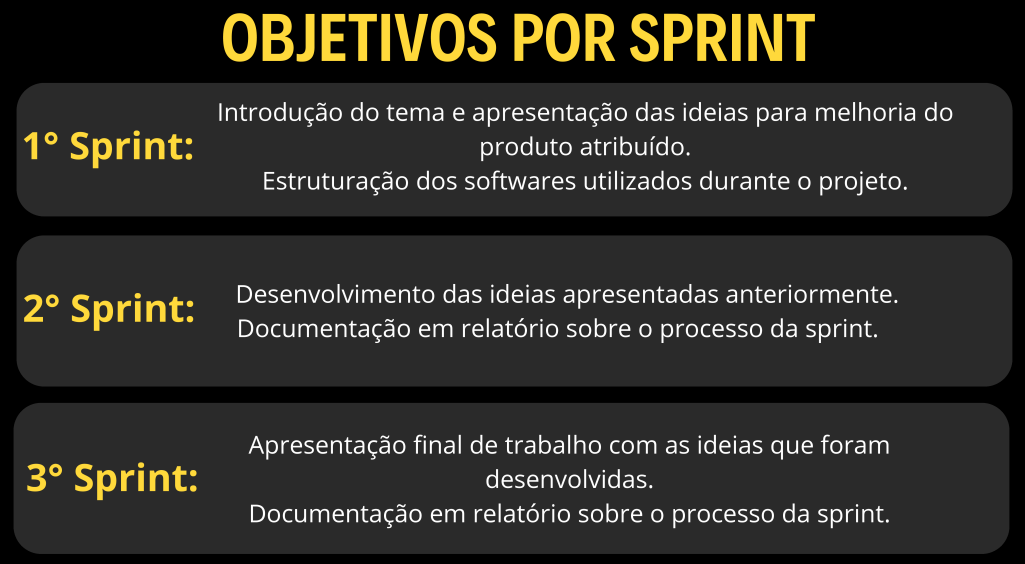 OBJETIVOS POR SPRINT
1° Sprint:
Introdução do tema e apresentação das ideias para melhoria do
produto atribuído.
Estruturação dos softwares utilizados durante o projeto.
2° Sprint:
Desenvolvimento das ideias apresentadas anteriormente.
Documentação em relatório sobre o processo da sprint.
3° Sprint:
Apresentação final de trabalho com as ideias que foram
desenvolvidas.
Documentação em relatório sobre o processo da sprint.